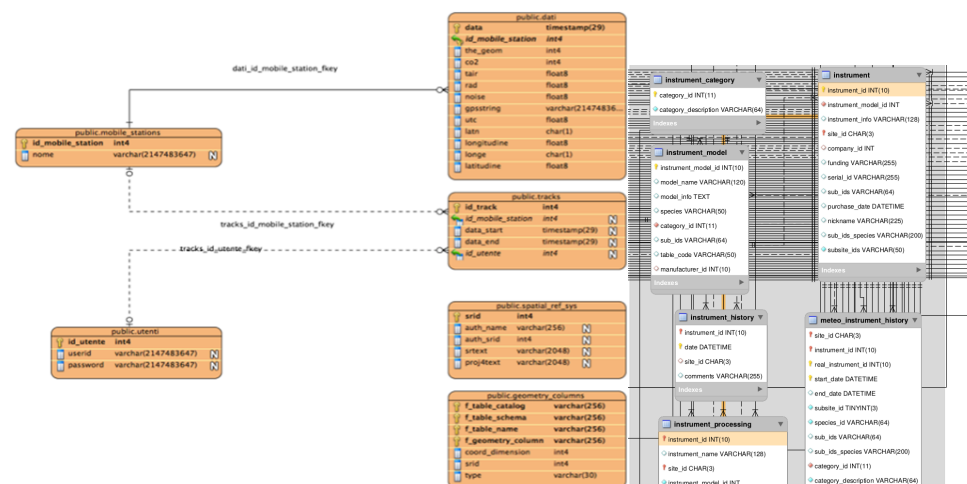 public.dati
data timestamp(29)
id_mobile_station int4
the_geom int4
co2 int4
tair float8
rad float8
noise float8
gpsstring varchar(21474836...
utc float8
latn char(1)
longitudine float8
longe char(1)
latitudine float8
dati_id_mobile_station_fkey
public.mobile_stations
id_mobile_station int4
nome varchar(2147483647) N
public.tracks
id_track int4
id_mobile_station int4 N
data_start timestamp(29) N
data_end timestamp(29) N
id_utente int4 N
tracks_id_mobile_station_fkey
tracks_id_utente_fkey
public.utenti
id_utente int4
userid varchar(2147483647) N
password varchar(2147483647) N
public.spatial_ref_sys
srid int4
auth_name varchar(256) N
auth_srid int4 N
srtext varchar(2048) N
proj4text varchar(2048) N
public.geometry_columns
f_table_catalog varchar(256)
f_table_schema varchar(256)
f_table_name varchar(256)
f_geometry_column varchar(256)
coord_dimension int4
srid int4
type varchar(30)
instrument_category
category_id INT(11)
category_description VARCHAR(64)
Indexes
instrument_model
instrument_model_id INT(10)
model_name VARCHAR(120)
model_info TEXT
species VARCHAR(50)
category_id INT(11)
sub_ids VARCHAR(64)
table_code VARCHAR(50)
manufacturer_id INT(10)
Indexes
instrument_history
instrument_id INT(10)
date DATETIME
site_id CHAR(3)
comments VARCHAR(255)
Indexes
instrument_processing
instrument_id INT(10)
instrument_name VARCHAR(128)
site_id CHAR(3)
instrument_model_id INT
instrument
instrument_id INT(10)
instrument_model_id INT
instrument_info VARCHAR(128)
site_id CHAR(3)
company_id INT
funding VARCHAR(255)
serial_id VARCHAR(255)
sub_ids VARCHAR(64)
purchase_date DATETIME
nickname VARCHAR(225)
sub_ids_species VARCHAR(200)
subsite_ids VARCHAR(50)
Indexes
meteo_instrument_history
site_id CHAR(3)
instrument_id INT(10)
real_instrument_id INT(10)
start_date DATETIME
end_date DATETIME
subsite_id TINYINT(3)
species_id VARCHAR(64)
sub_ids VARCHAR(64)
sub_ids_species VARCHAR(200)
category_id INT(11)
category_description VARCHAR(64)